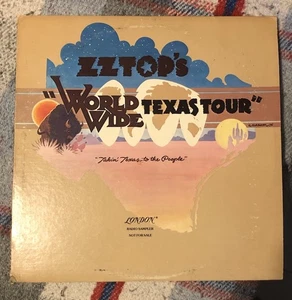 ZZ TOP'S
"WORLD WIDE TEXAS TOUR"
"Takin' Texas to the People"
LONDON
RADIO SAMPLER
NOT FOR SALE